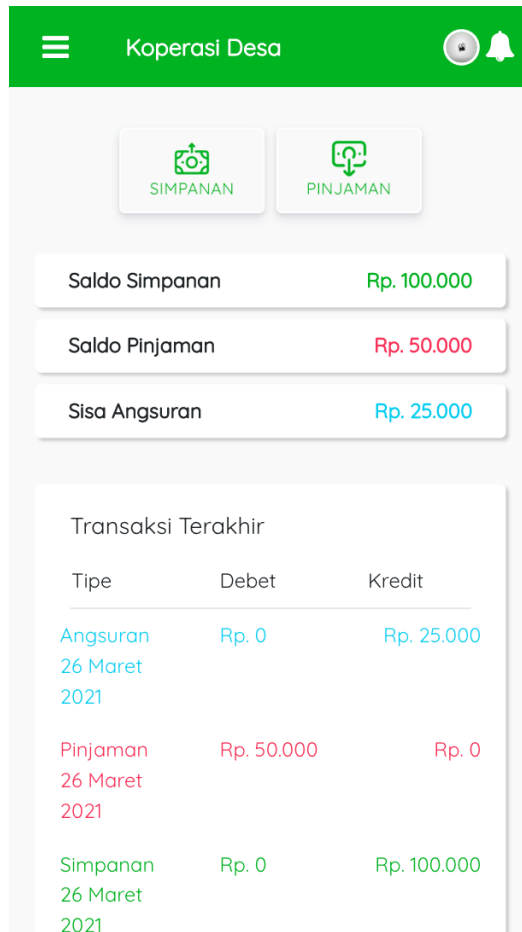 Koperasi Desa
SIMPANAN PINJAMAN
Saldo Simpanan Rp. 100.000
Saldo Pinjaman Rp. 50.000
Sisa Angsuran Rp. 25.000
Transaksi Terakhir
Tipe Debet Kredit
Angsuran Rp. 0 Rp. 25.000
26 Maret
2021
Pinjaman Rp. 50.000 Rp. 0
26 Maret
2021
Simpanan Rp. 0 Rp. 100.000
26 Maret
2021